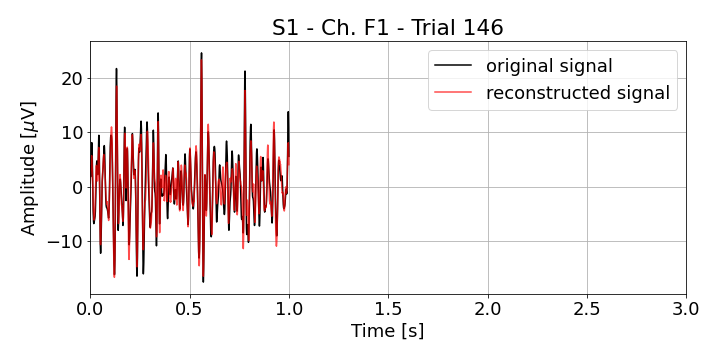 S1 - Ch. F1 - Trial 146
original signal
reconstructed signal
Amplitude [μV]
20
10
0
−10
0.0 0.5 1.0 1.5 2.0 2.5 3.0
Time [s]